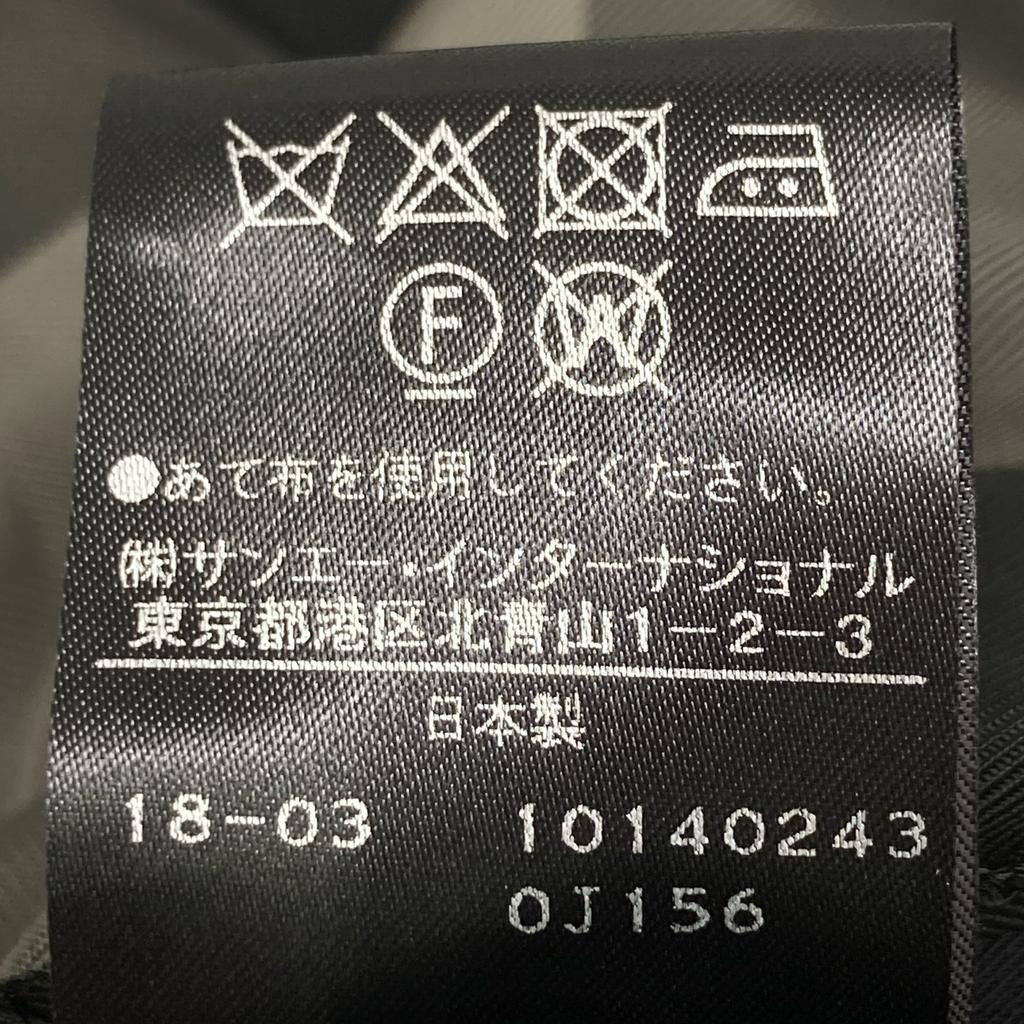 F W
●あて布を使用してください。
㈱サンエー・インターナショナル
東京都港区北青山1-2-3
日本製
18-03 10140243
0J156